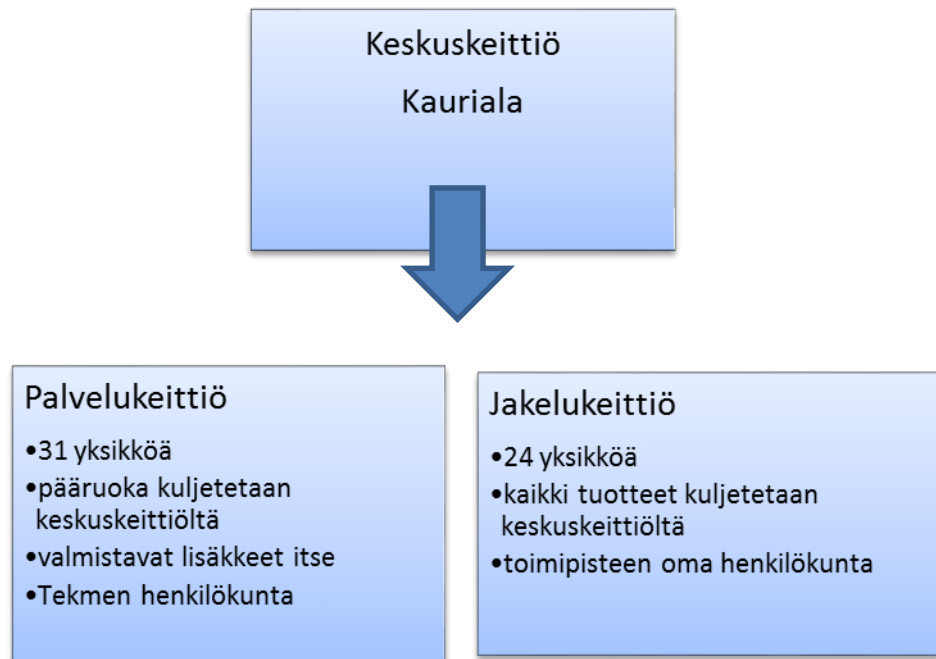 Keskuskeittiö
Kauriala
Palvelukeittiö
•31 yksikköä
•pääruoka kuljetetaan
keskuskeittiöltä
•valmistavat lisäkkeet itse
•Tekmen henkilökunta
Jakelukeittiö
•24 yksikköä
•kaikki tuotteet kuljetetaan
keskuskeittiöltä
•toimipisteen oma henkilökunta